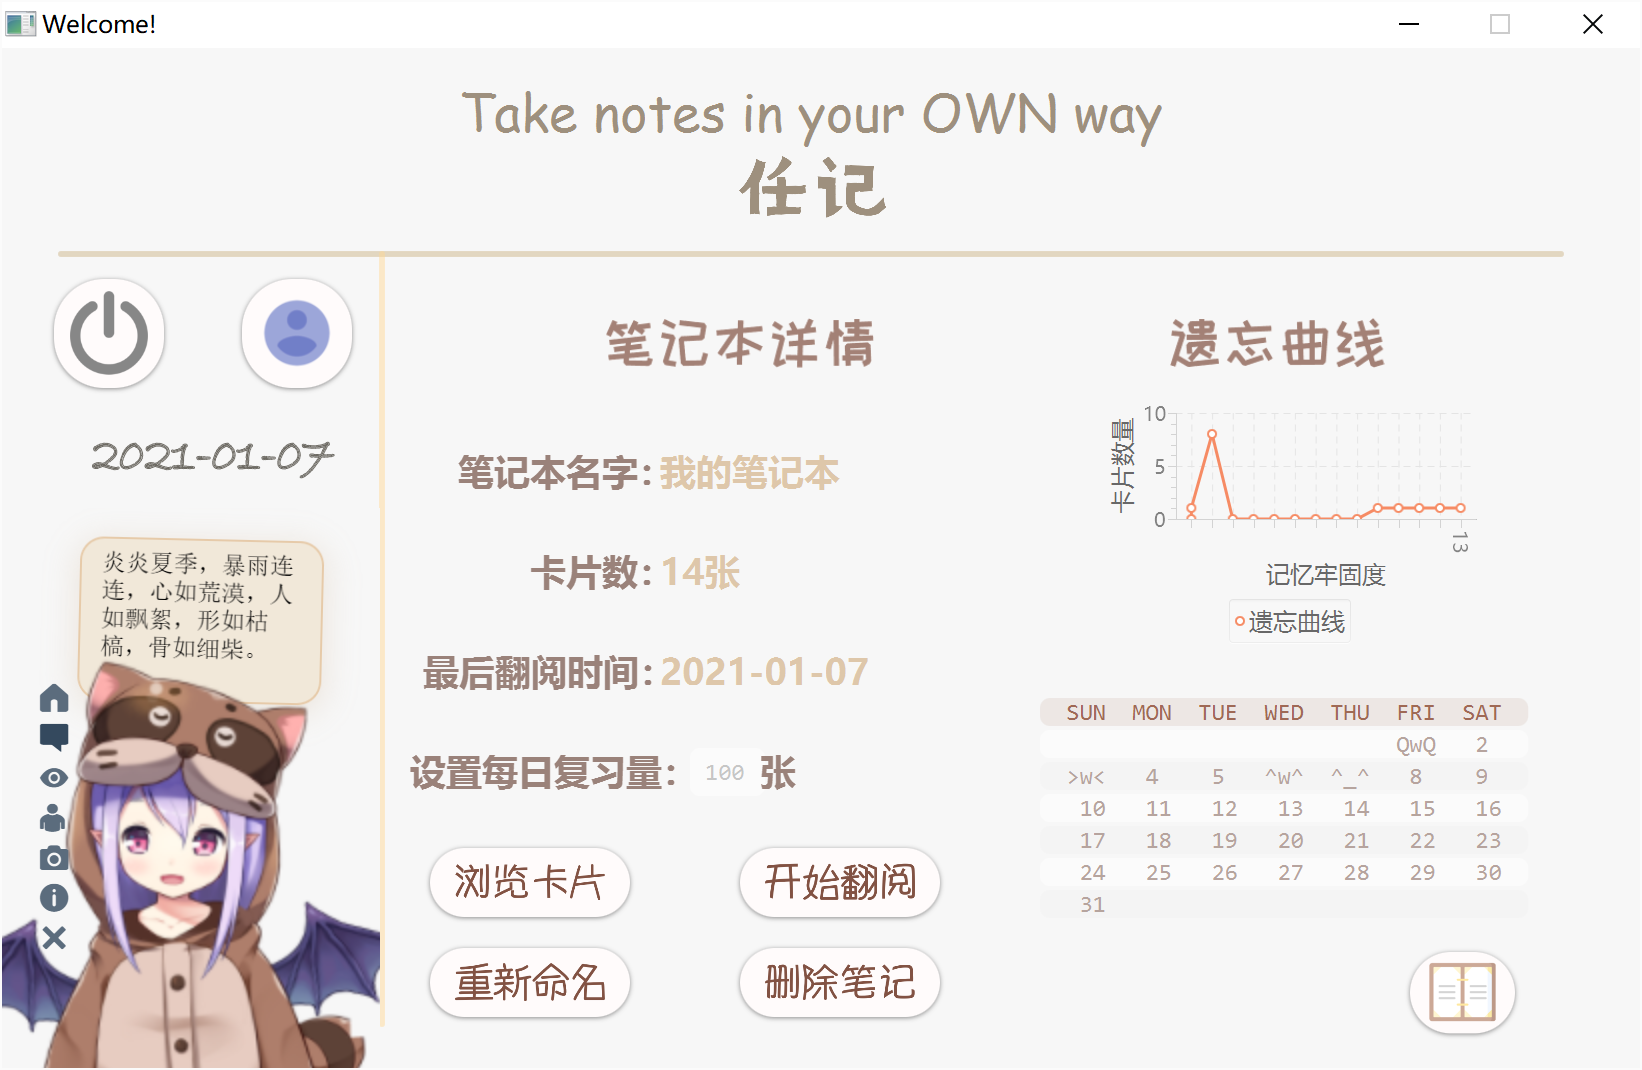 Welcome!
Take notes in your OWN way
任记
2021-01-07
炎炎夏季，暴雨连
连，心如荒漠，人
如飘絮，形如枯
槁，骨如细柴。
笔记本详情
笔记本名字：我的笔记本
卡片数：14张
最后翻阅时间：2021-01-07
设置每日复习量： 100 张
浏览卡片
开始翻阅
重新命名
删除笔记
遗忘曲线
卡片数量
10
5
0
13
记忆牢固度
遗忘曲线
SUN MON TUE WED THU FRI SAT
QwQ 2
>w< 4 5 ^w^ ^_^ 8 9
10 11 12 13 14 15 16
17 18 19 20 21 22 23
24 25 26 27 28 29 30
31